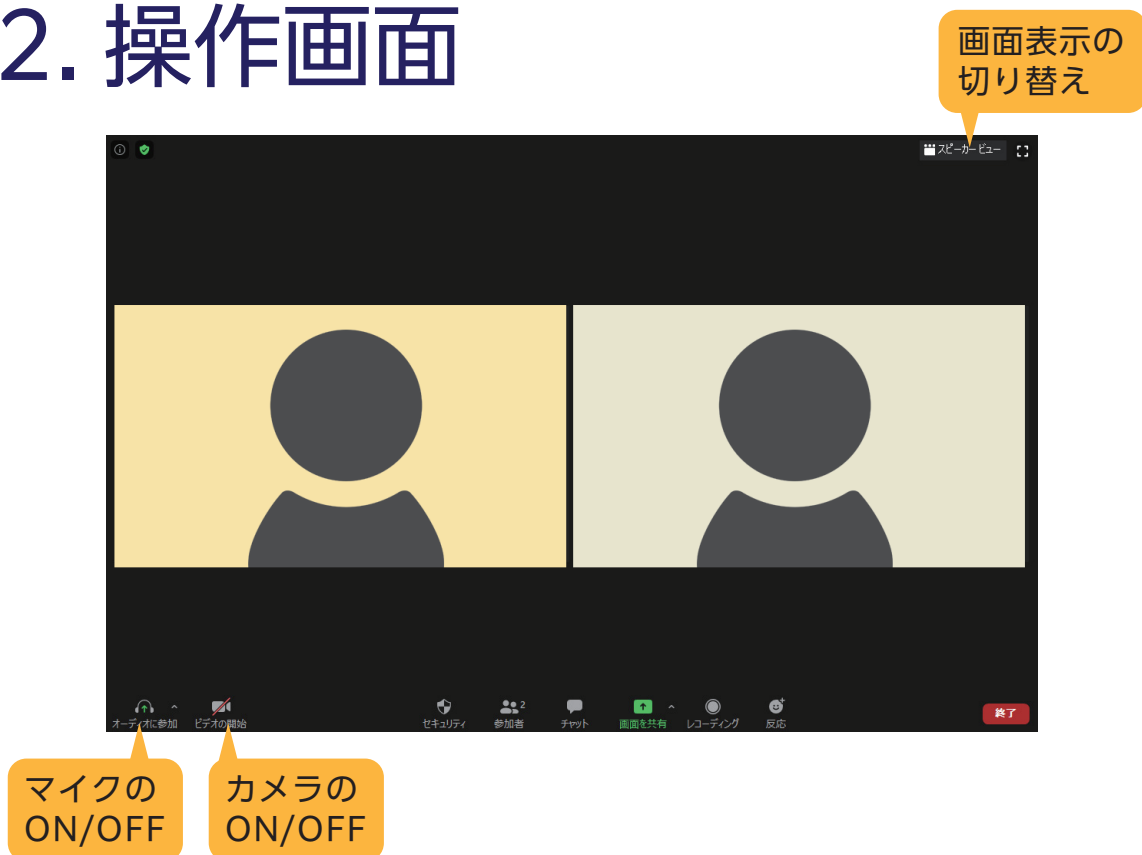 2. 操作画面
画面表示の
切り替え
スピーカービュー
オーディオに参加
ビデオの開始
セキュリティ
参加者
2
チャット
画面を共有
レコーディング
反応
終了
マイクの
ON/OFF
カメラの
ON/OFF